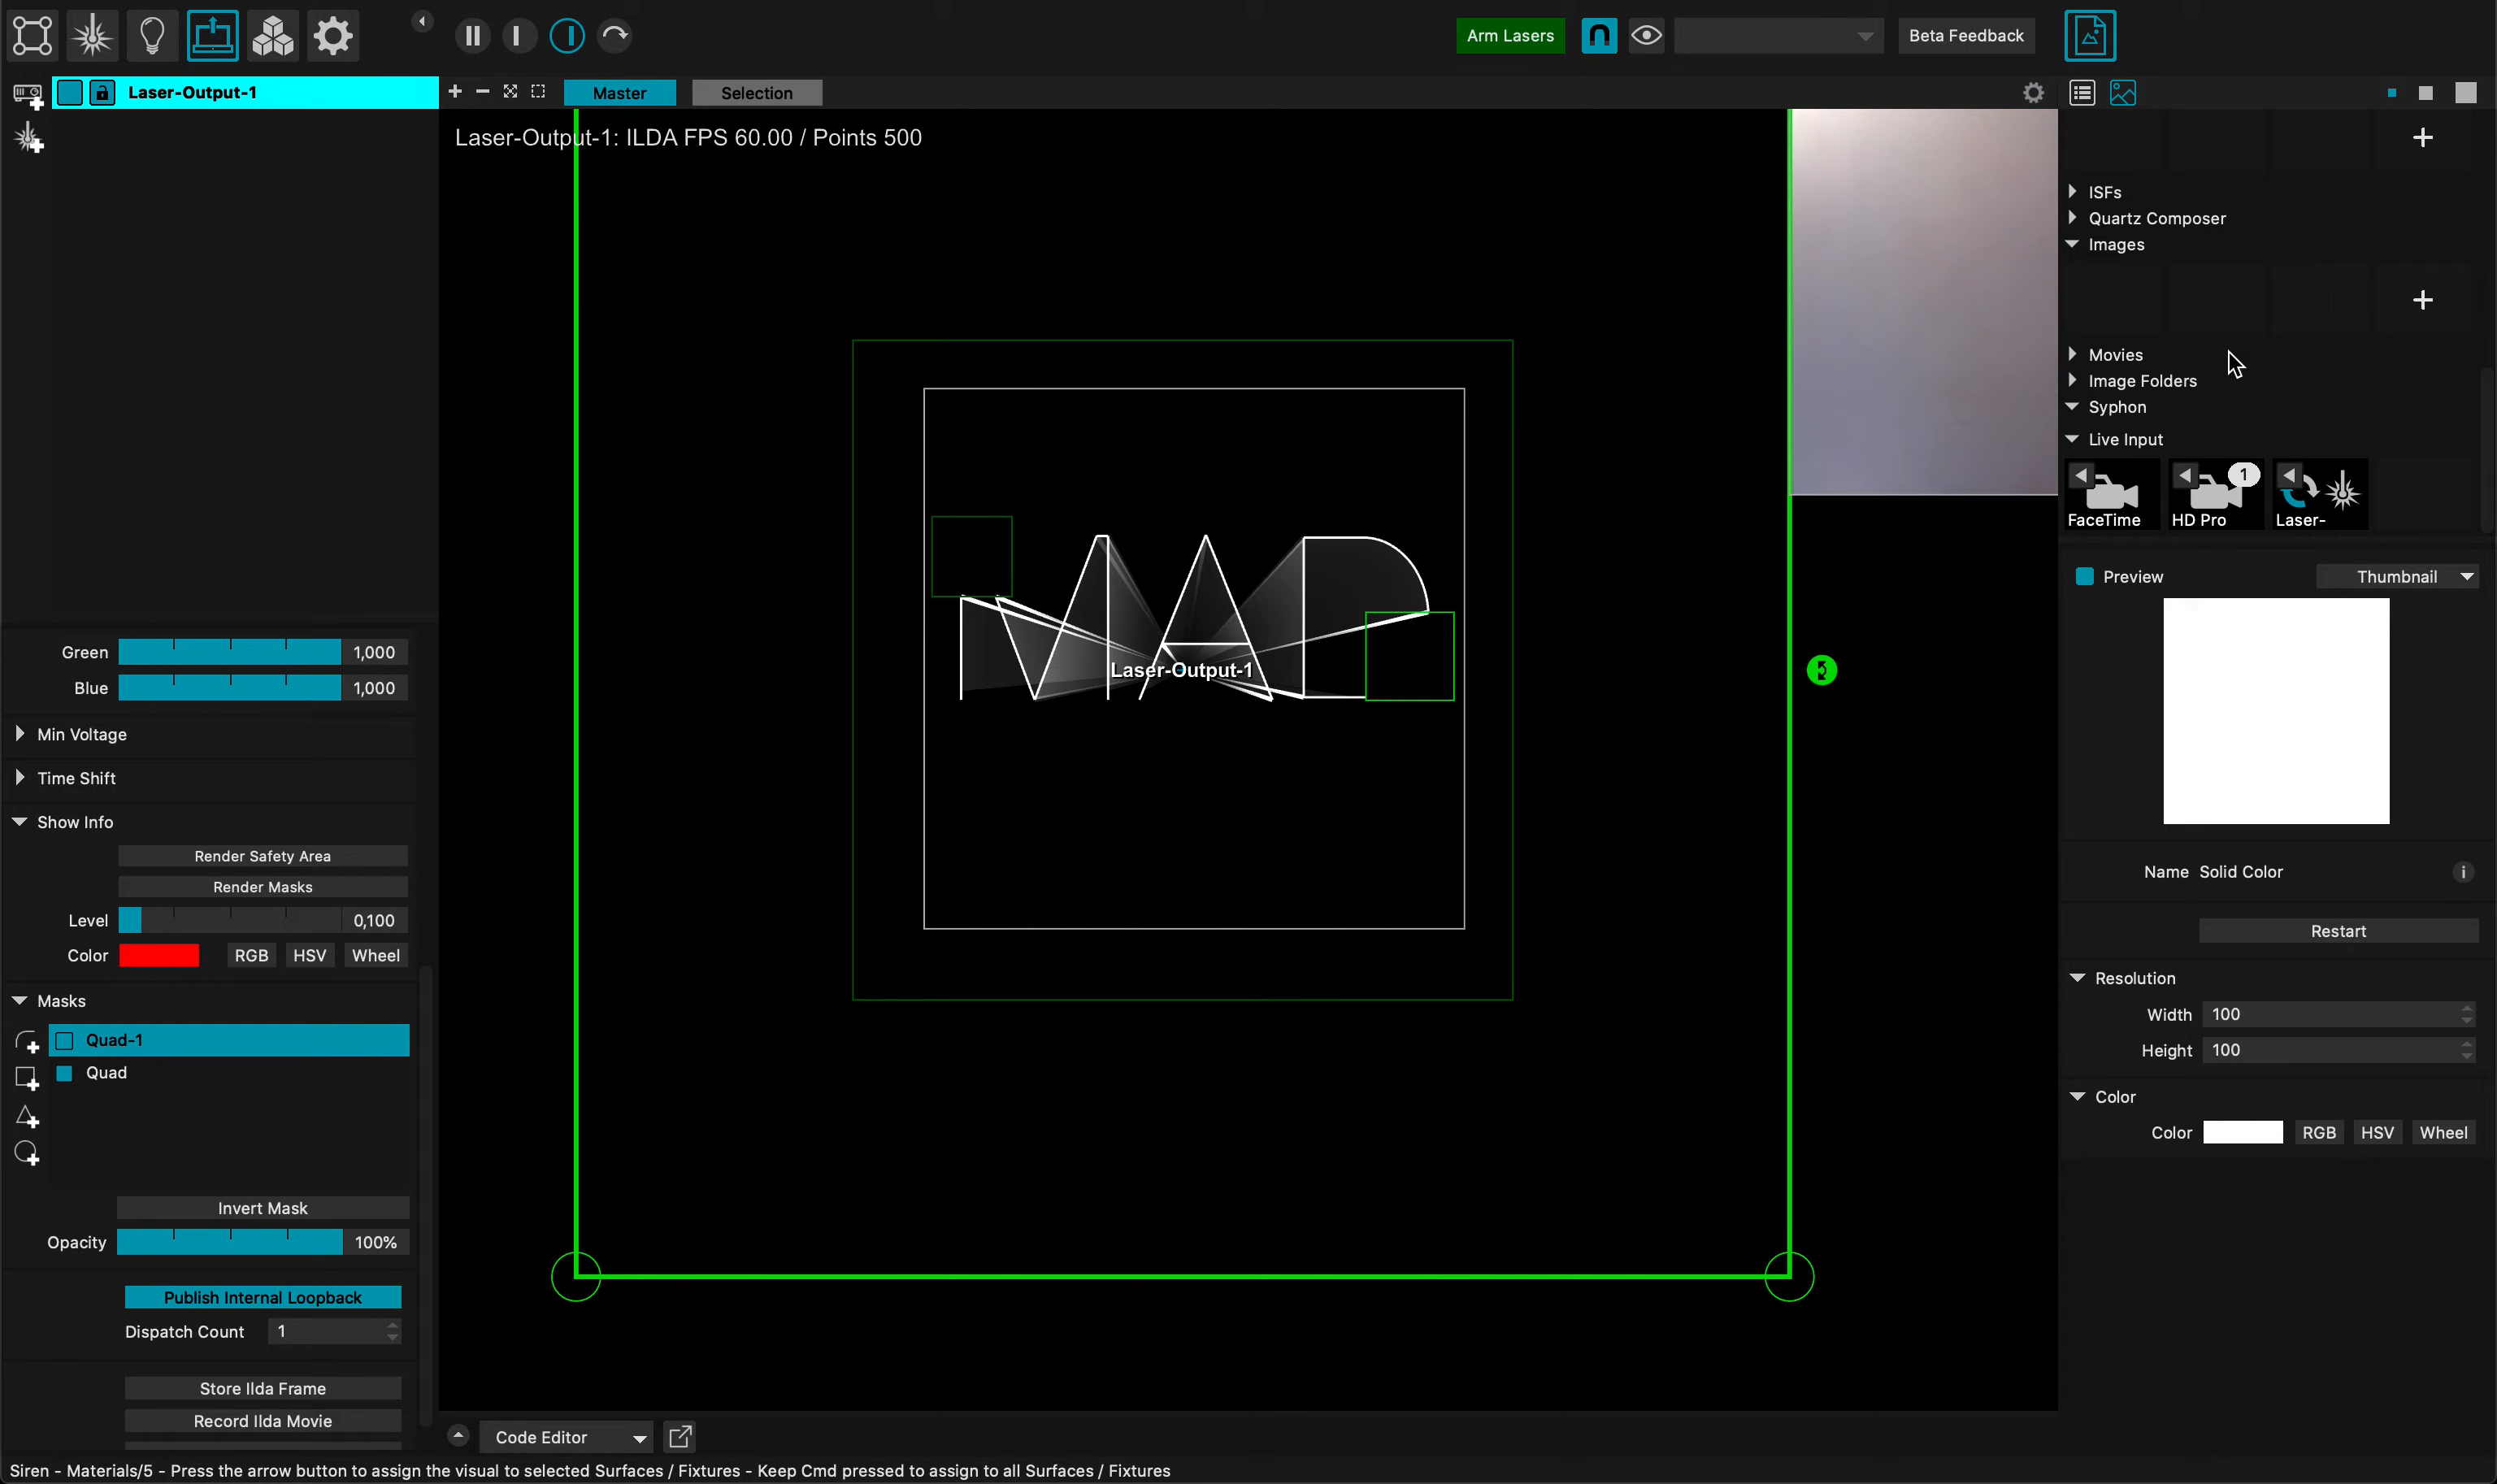 Arm Lasers
Beta Feedback
Laser-Output-1
Master
Selection
Laser-Output-1: ILDA FPS 60.00 / Points 500
ISFs
Quartz Composer
Images
Movies
Image Folders
Syphon
Live Input
1
FaceTime
HD Pro
Laser-
Preview
Thumbnail
Name Solid Color
i
Restart
Resolution
Width 100
Height 100
Color
Color
RGB
HSV
Wheel
MAD
Laser-Output-1
Green 1,000
Blue 1,000
Min Voltage
Time Shift
Show Info
Render Safety Area
Render Masks
Level 0,100
Color
RGB
HSV
Wheel
Masks
Quad-1
Quad
Invert Mask
Opacity 100%
Publish Internal Loopback
Dispatch Count 1
Store Ilda Frame
Record Ilda Movie
Code Editor
Siren - Materials/5 - Press the arrow button to assign the visual to selected Surfaces / Fixtures - Keep Cmd pressed to assign to all Surfaces / Fixtures